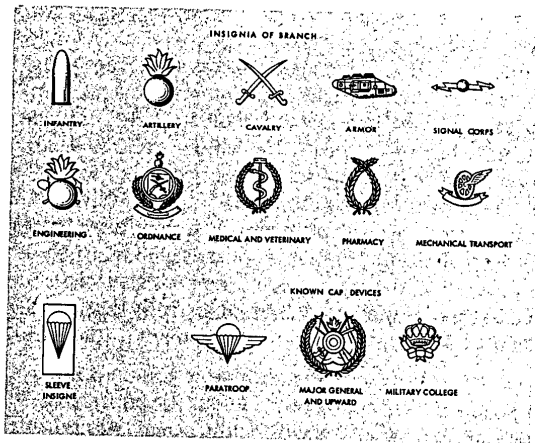 INSIGNIA OF BRANCH
INFANTRY
ARTILLERY
CAVALRY
ARMOR
SIGNAL CORPS
ENGINEERING
ORDNANCE
MEDICAL AND VETERINARY
PHARMACY
MECHANICAL TRANSPORT
KNOWN CAP DEVICES
SLEEVE
INSIGNE
PARATROOP
MAJOR GENERAL
AND UPWARD
MILITARY COLLEGE